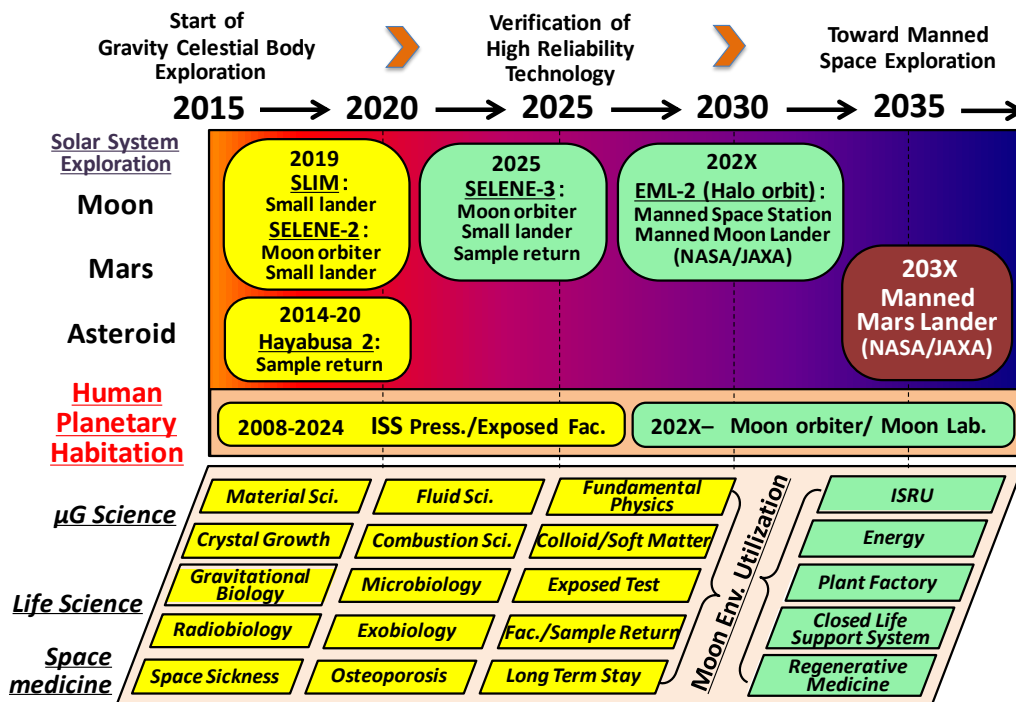 Start of
Gravity Celestial Body
Exploration
Verification of
High Reliability
Technology
Toward Manned
Space Exploration
2015
2020
2025
2030
2035
Solar System
Exploration
Moon
Mars
Asteroid
2019
SLIM :
Small lander
SELENE-2 :
Moon orbiter
Small lander
2025
SELENE-3 :
Moon orbiter
Small lander
Sample return
202X
EML-2 (Halo orbit) :
Manned Space Station
Manned Moon Lander
(NASA/JAXA)
203X
Manned
Mars Lander
(NASA/JAXA)
2014-20
Hayabusa 2:
Sample return
Human
Planetary
Habitation
2008-2024 ISS Press./Exposed Fac.
202X– Moon orbiter/ Moon Lab.
μG Science
Life Science
Space
medicine
Material Sci.
Fluid Sci.
Fundamental
Physics
Crystal Growth
Combustion Sci.
Colloid/Soft Matter
Gravitational
Biology
Microbiology
Exposed Test
Radiobiology
Exobiology
Fac./Sample Return
Space Sickness
Osteoporosis
Long Term Stay
Moon Env. Utilization
ISRU
Energy
Plant Factory
Closed Life
Support System
Regenerative
Medicine